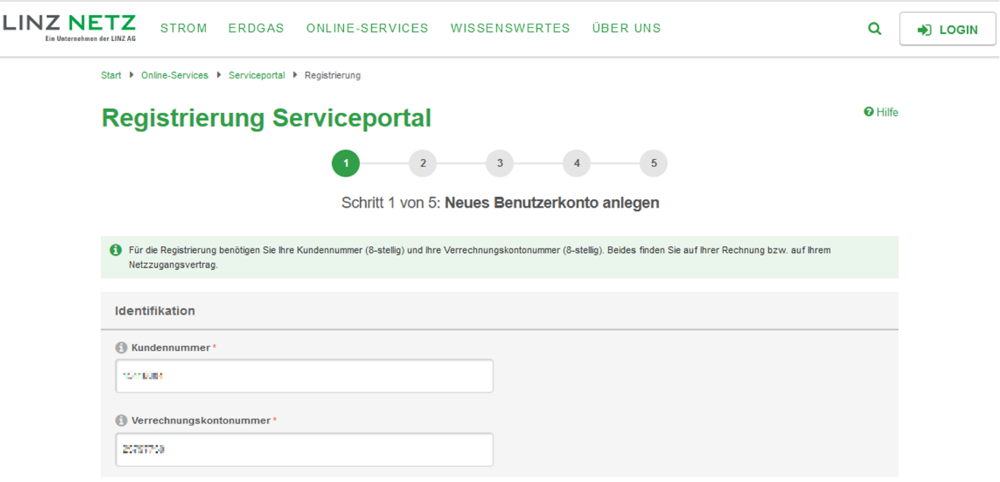 LINZ NETZ
Ein Unternehmen der LINZ AG
STROM ERDGAS ONLINE-SERVICES WISSENSWERTES ÜBER UNS
LOGIN
Start Online-Services Serviceportal Registrierung
Registrierung Serviceportal
Hilfe
1 2 3 4 5
Schritt 1 von 5: Neues Benutzerkonto anlegen
Für die Registrierung benötigen Sie Ihre Kundennummer (8-stellig) und Ihre Verrechnungskontonummer (8-stellig). Beides finden Sie auf Ihrer Rechnung bzw. auf Ihrem
Netzzugangsvertrag.
Identifikation
Kundennummer *
Verrechnungskontonummer *